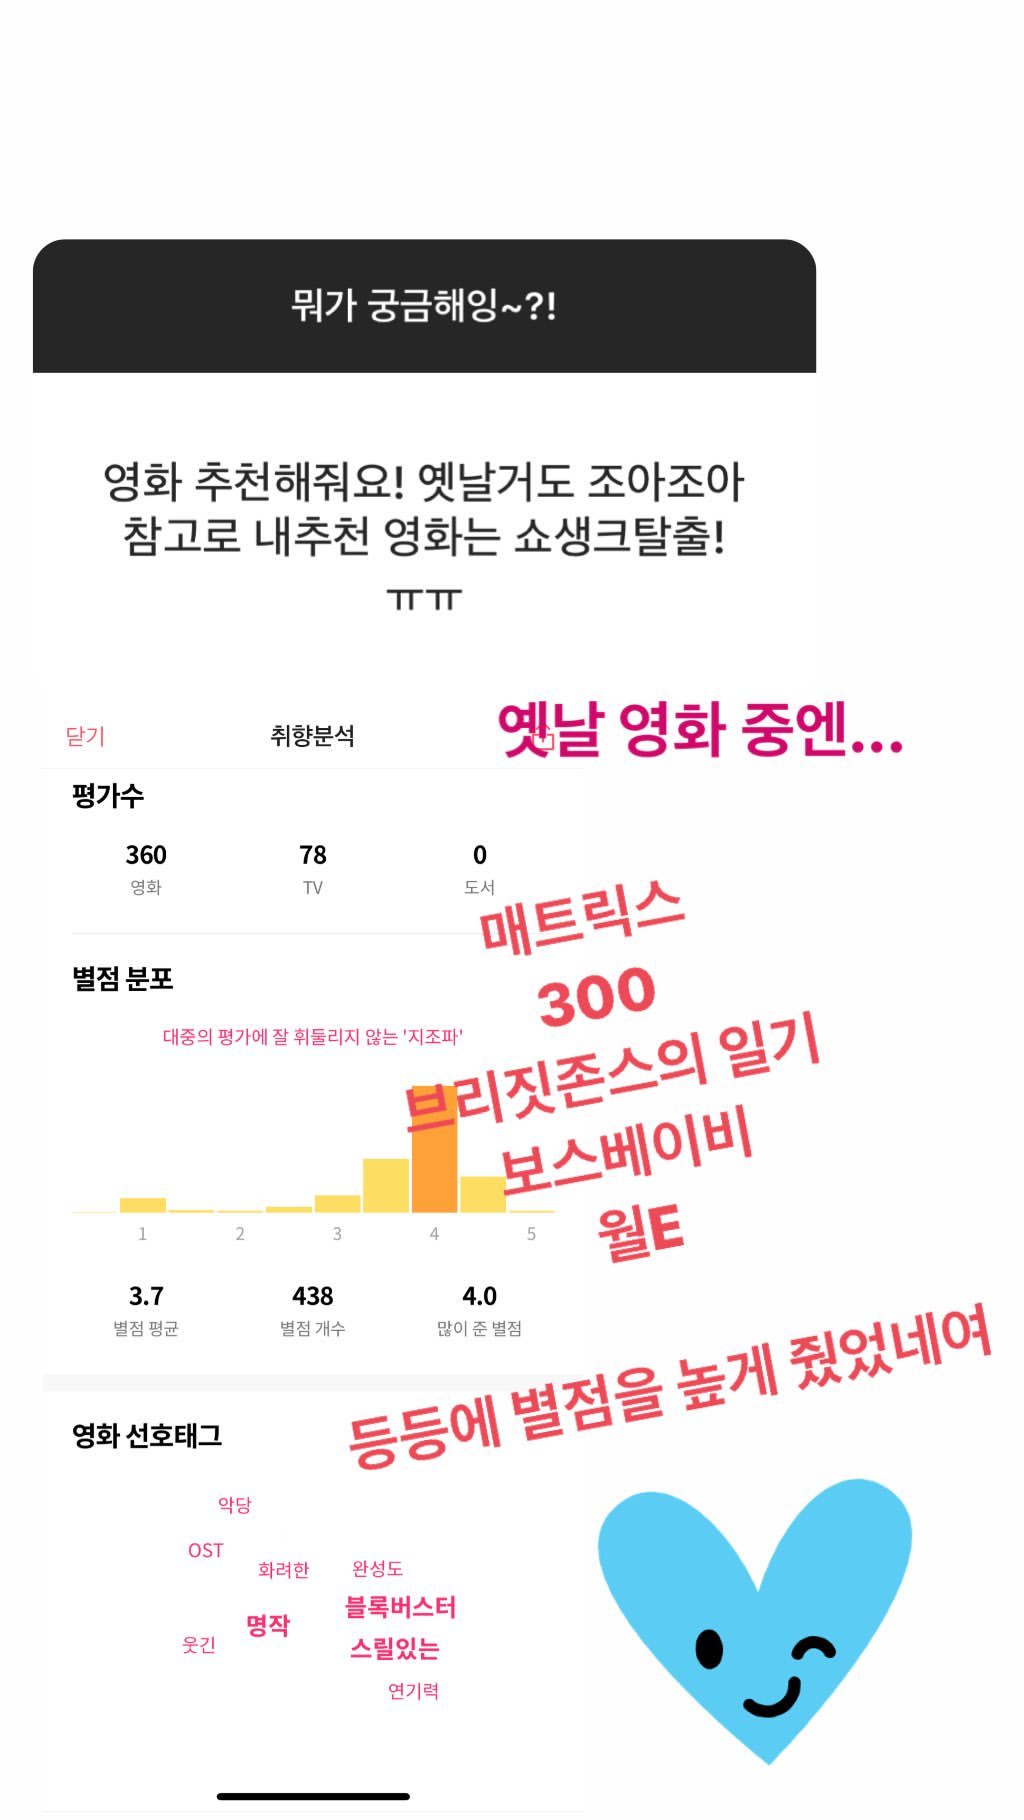 뭐가 궁금해잉~?!
영화 추천해줘요! 옛날거도 조아조아
참고로 내추천 영화는 쇼생크탈출!
ㅠㅠ
닫기
취향분석
옛날 영화 중엔...
평가수
360
78
0
영화
TV
도서
매트릭스
300
브리짓존스의 일기
보스베이비
월E
등등에 별점을 높게 줬었네여
별점 분포
대중의 평가에 잘 휘둘리지 않는 '지조파'
1 2 3 4 5
3.7
438
4.0
별점 평균
별점 개수
많이 준 별점
영화 선호태그
악당
OST
화려한
완성도
블록버스터
명작
웃긴
스릴있는
연기력